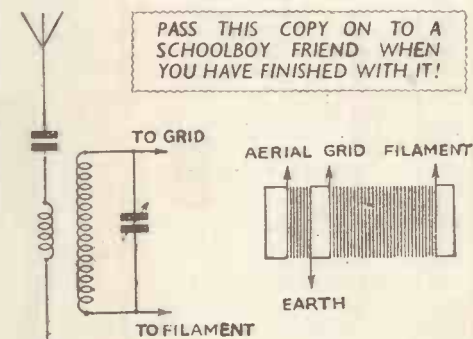 PASS THIS COPY ON TO A
SCHOOLBOY FRIEND WHEN
YOU HAVE FINISHED WITH IT!
TO GRID
TO FILAMENT
AERIAL GRID FILAMENT
EARTH